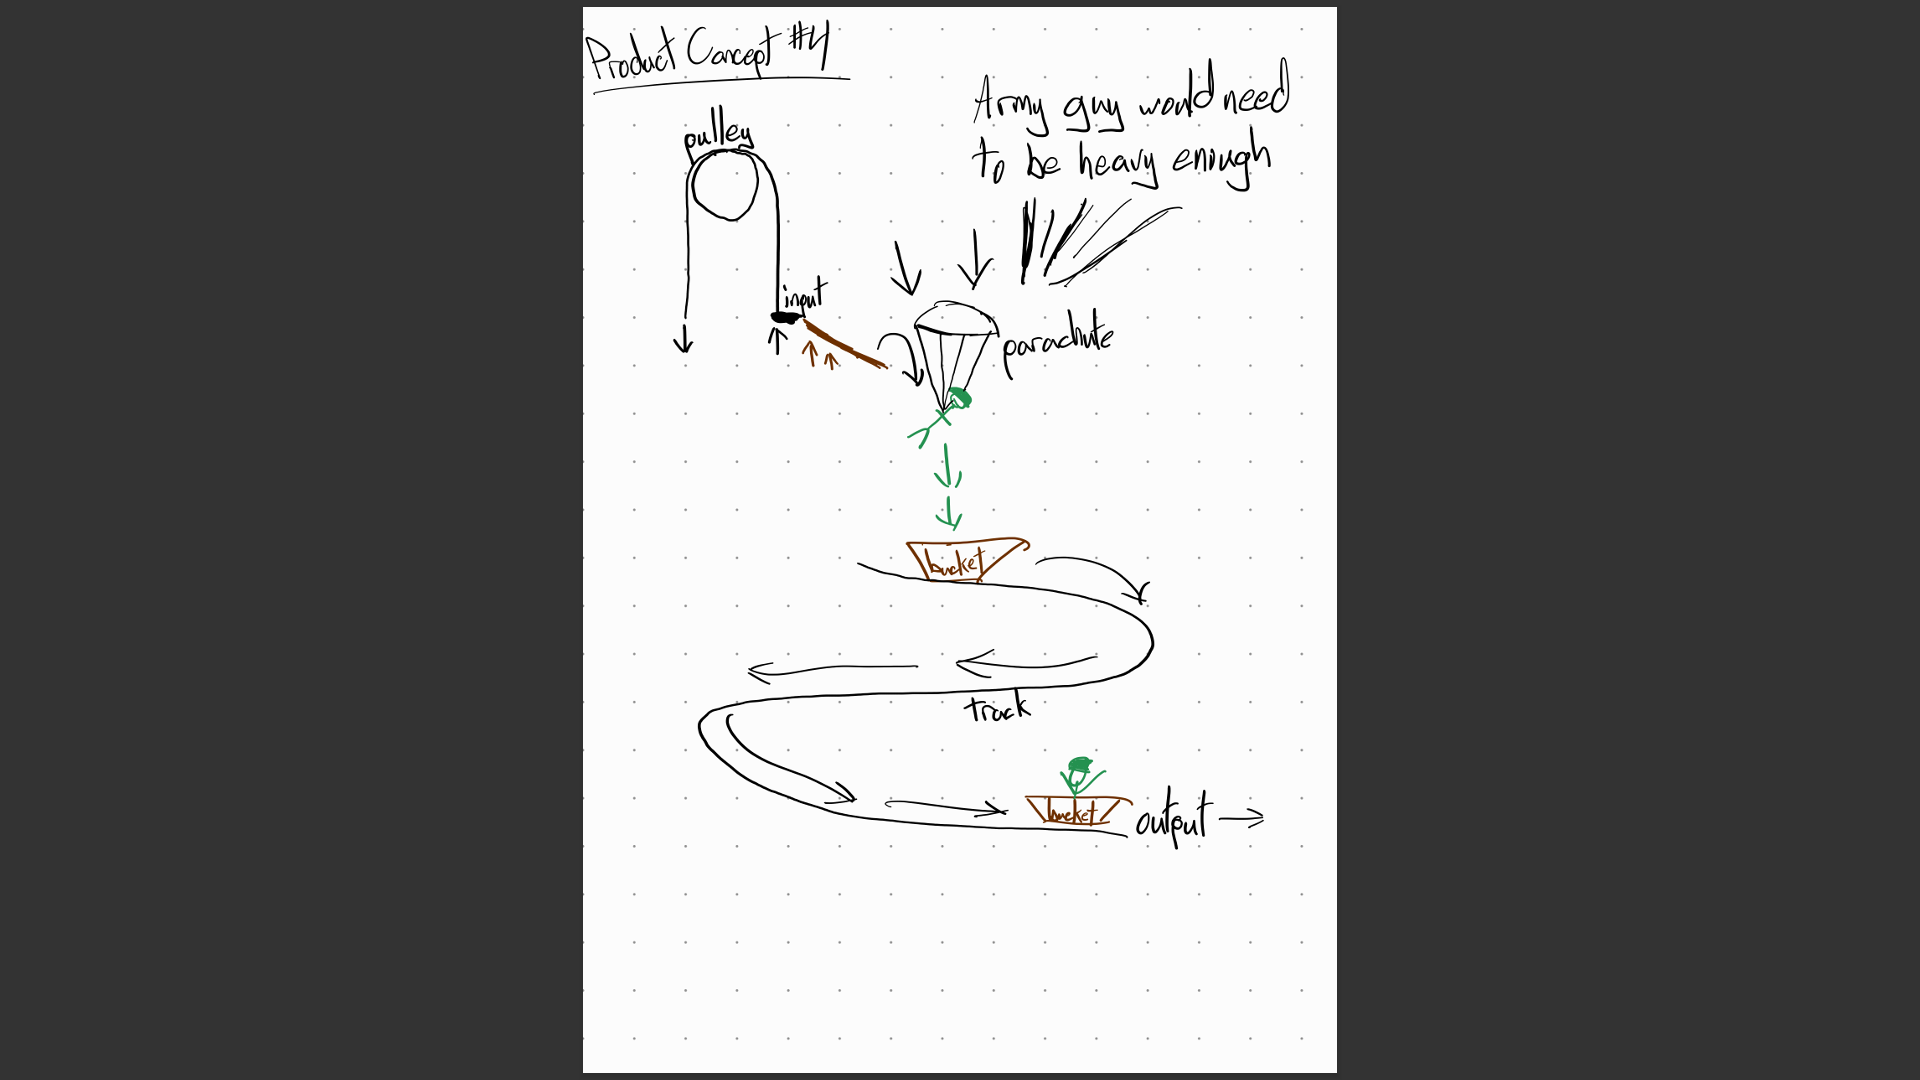 Product Concept #4
Army guy would need
to be heavy enough
pulley
input
parachute
bucket
track
bucket
output